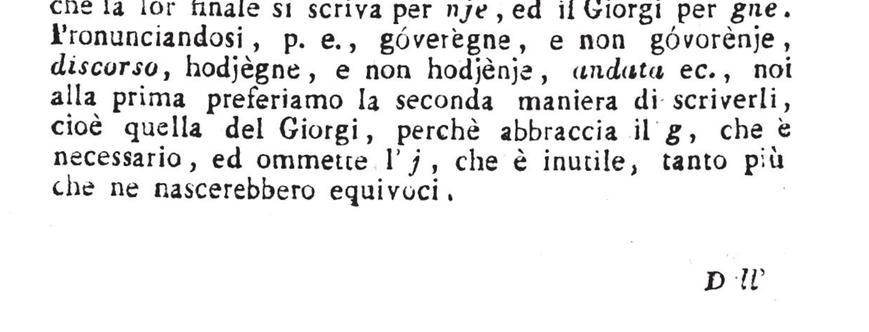 che la lor finale si scriva per nje, ed il Giorgi per gne.
Pronunciandosi, p. e., góverègne, e non góvorènje,
discorso, hodjègne, e non hodjènje, andata ec., noi
alla prima preferiamo la seconda maniera di scriverli,
cioè quella del Giorgi, perchè abbraccia il g, che è
necessario, ed ommette l' j, che è inutile, tanto più
che ne nascerebbero equivoci.
D ll'